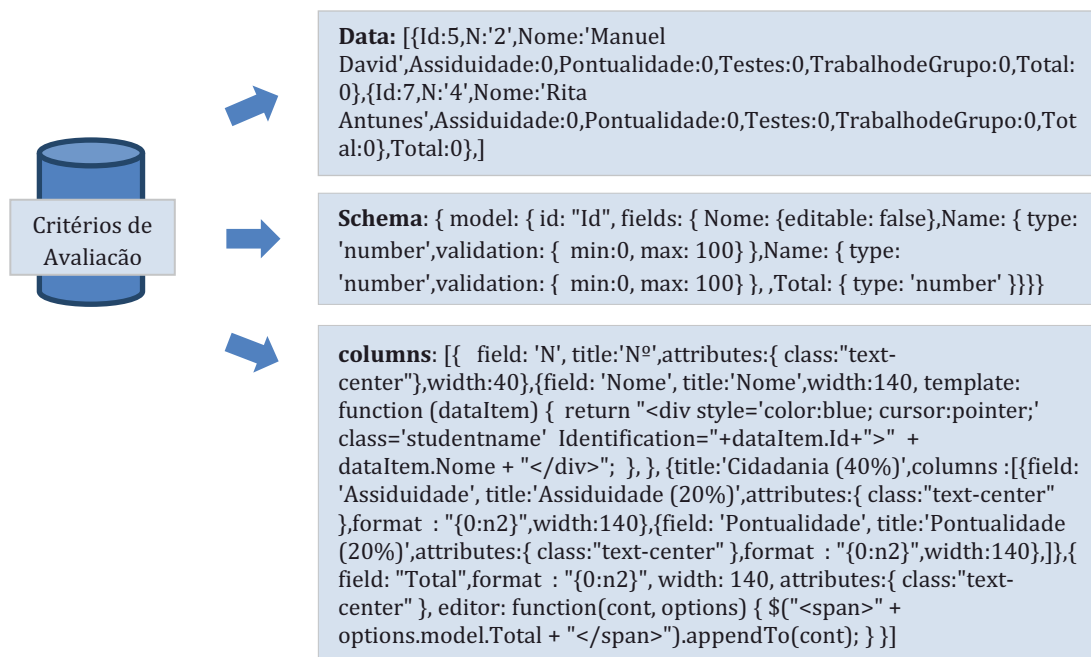 Data: [{Id:5,N:'2',Nome:'Manuel
David',Assiduidade:0,Pontualidade:0,Testes:0,TrabalhodeGrupo:0,Total:
0},{Id:7,N:'4',Nome:'Rita
Antunes',Assiduidade:0,Pontualidade:0,Testes:0,TrabalhodeGrupo:0,Tot
al:0},Total:0},]
Critérios de
Avaliacão
Schema: { model: { id: "Id", fields: { Nome: {editable: false},Name: { type:
'number',validation: { min:0, max: 100} },Name: { type:
'number',validation: { min:0, max: 100} }, ,Total: { type: 'number' }}}}
columns: [{ field: 'N', title:'Nº',attributes:{ class:"text-
center"},width:40},{field: 'Nome', title:'Nome',width:140, template:
function (dataItem) { return "<div style='color:blue; cursor:pointer;'
class='studentname' Identification="+dataItem.Id+">" +
dataItem.Nome + "</div>"; }, }, {title:'Cidadania (40%)',columns :[{field:
'Assiduidade', title:'Assiduidade (20%)',attributes:{ class:"text-center"
},format : "{0:n2}",width:140},{field: 'Pontualidade', title:'Pontualidade
(20%)',attributes:{ class:"text-center" },format : "{0:n2}",width:140},]},{
field: "Total",format : "{0:n2}", width: 140, attributes:{ class:"text-
center" }, editor: function(cont, options) { $("<span>" +
options.model.Total + "</span>").appendTo(cont); } }]